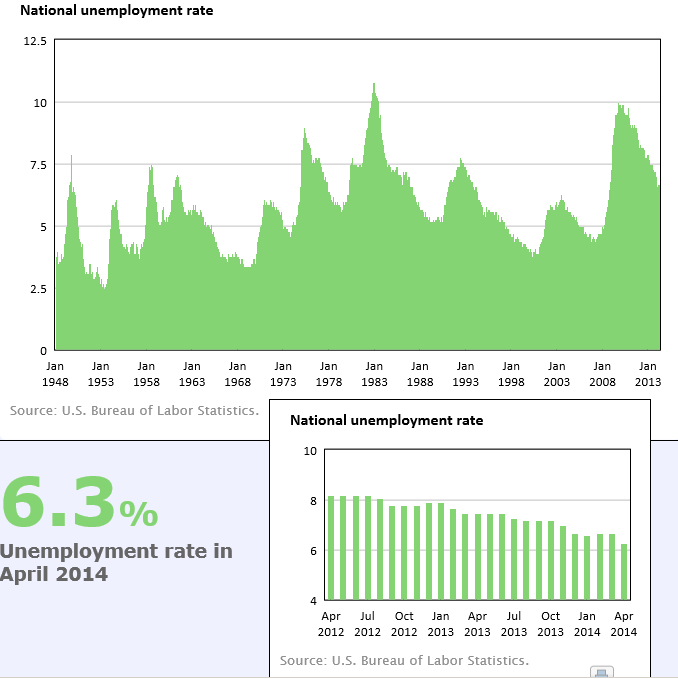 National unemployment rate
12.5
10
7.5
5
2.5
0
Jan Jan Jan Jan Jan Jan Jan Jan Jan Jan Jan Jan Jan Jan
1948 1953 1958 1963 1968 1973 1978 1983 1988 1993 1998 2003 2008 2013
Source: U.S. Bureau of Labor Statistics.
6.3%
Unemployment rate in
April 2014
National unemployment rate
10
8
6
4
Apr Jul Oct Jan Apr Jul Oct Jan Apr
2012 2012 2012 2013 2013 2013 2013 2014 2014
Source: U.S. Bureau of Labor Statistics.